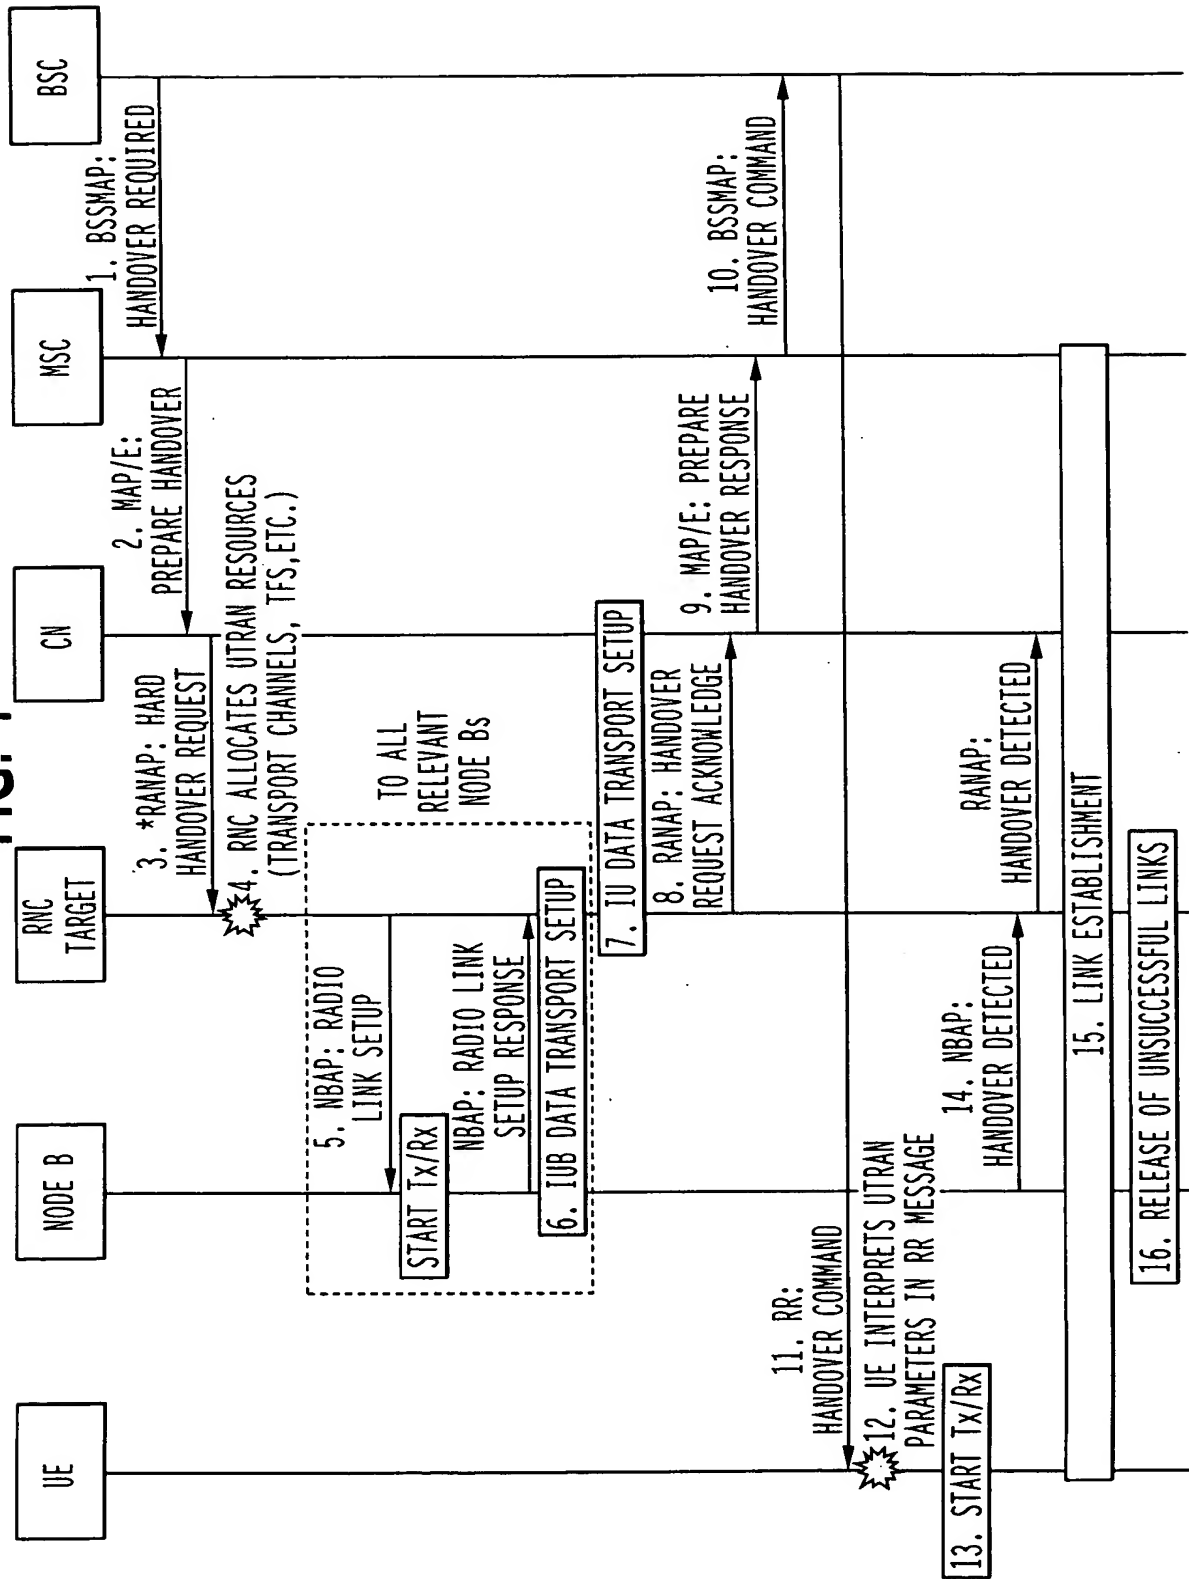 UE
NODE B
RNC
TARGET
CN
MSC
BSC
1. BSSMAP:
HANDOVER REQUIRED
2. MAP/E:
PREPARE HANDOVER
3. *RANAP: HARD
HANDOVER REQUEST
4. RNC ALLOCATES UTRAN RESOURCES
(TRANSPORT CHANNELS, TFS,ETC.)
5. NBAP: RADIO
LINK SETUP
TO ALL
RELEVANT
NODE Bs
START Tx/Rx
NBAP: RADIO LINK
SETUP RESPONSE
6. IUB DATA TRANSPORT SETUP
7. IU DATA TRANSPORT SETUP
8. RANAP: HANDOVER
REQUEST ACKNOWLEDGE
9. MAP/E: PREPARE
HANDOVER RESPONSE
10. BSSMAP:
HANDOVER COMMAND
11. RR:
HANDOVER COMMAND
12. UE INTERPRETS UTRAN
PARAMETERS IN RR MESSAGE
13. START Tx/Rx
14. NBAP:
HANDOVER DETECTED
RANAP:
HANDOVER DETECTED
15. LINK ESTABLISHMENT
16. RELEASE OF UNSUCCESSFUL LINKS